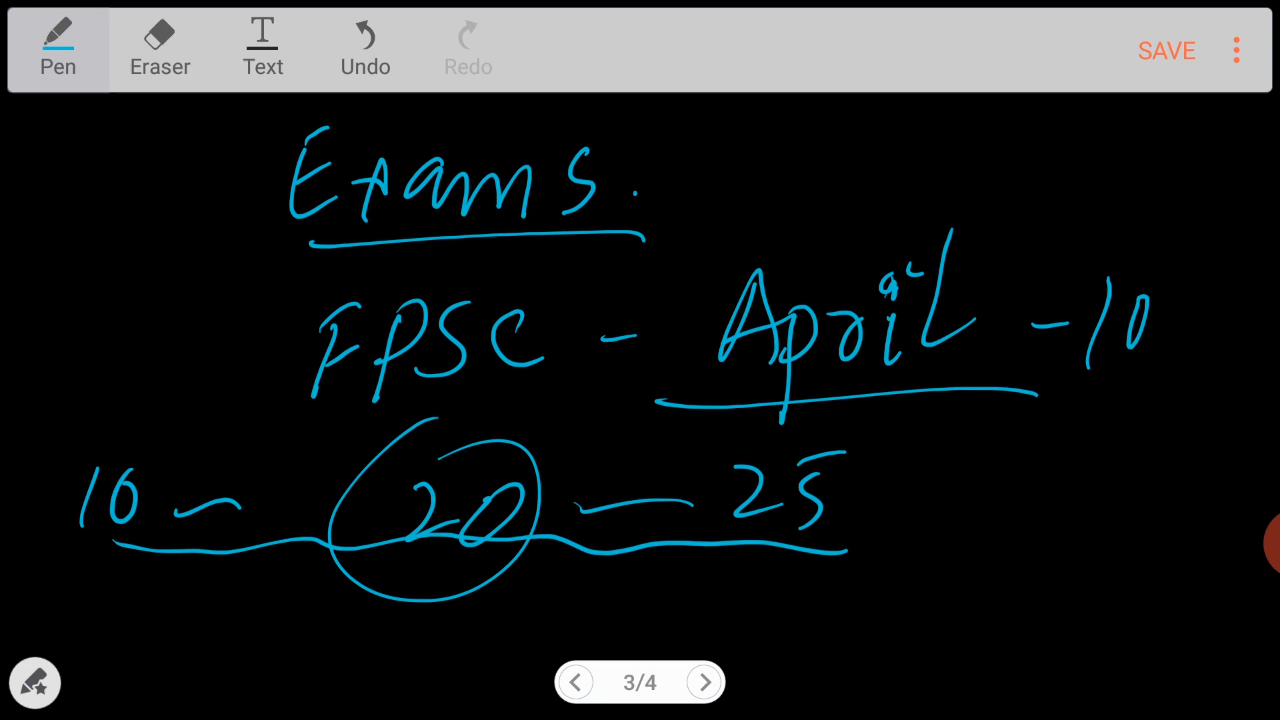 Pen Eraser Text Undo Redo SAVE
Exams.
FPSC - April - 10
10 - 20 - 25
3/4